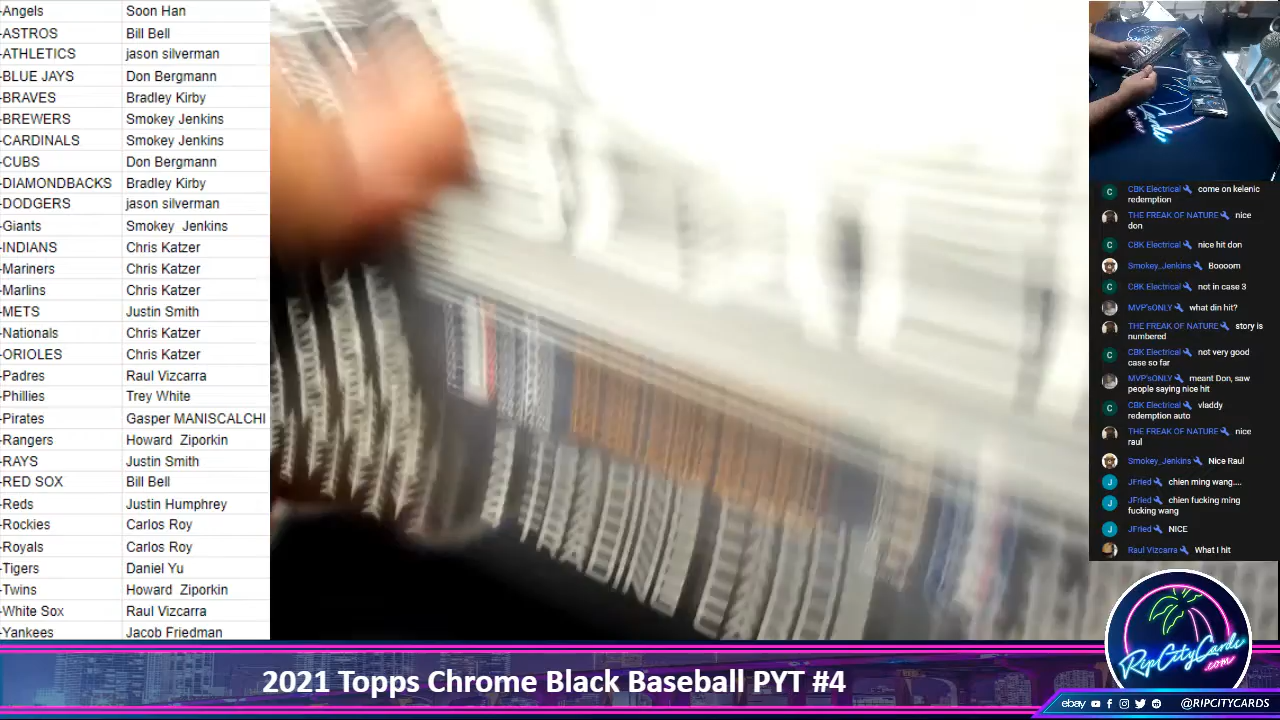 -Angels Soon Han
-ASTROS Bill Bell
-ATHLETICS jason silverman
-BLUE JAYS Don Bergmann
-BRAVES Bradley Kirby
-BREWERS Smokey Jenkins
-CARDINALS Smokey Jenkins
-CUBS Don Bergmann
-DIAMONDBACKS Bradley Kirby
-DODGERS jason silverman
-Giants Smokey Jenkins
-INDIANS Chris Katzer
-Mariners Chris Katzer
-Marlins Chris Katzer
-METS Justin Smith
-Nationals Chris Katzer
-ORIOLES Chris Katzer
-Padres Raul Vizcarra
-Phillies Trey White
-Pirates Gasper MANISCALCHI
-Rangers Howard Ziporkin
-RAYS Justin Smith
-RED SOX Bill Bell
-Reds Justin Humphrey
-Rockies Carlos Roy
-Royals Carlos Roy
-Tigers Daniel Yu
-Twins Howard Ziporkin
-White Sox Raul Vizcarra
-Yankees Jacob Friedman
TRADING
CBK Electrical come on kelenic
redemption
THE FREAK OF NATURE nice
don
CBK Electrical nice hit don
Smokey_Jenkins Boooom
CBK Electrical not in case 3
MVP'sONLY what din hit?
THE FREAK OF NATURE story is
numbered
CBK Electrical not very good
case so far
MVP'sONLY meant Don, saw
people saying nice hit
CBK Electrical vladdy
redemption auto
THE FREAK OF NATURE nice
raul
Smokey_Jenkins Nice Raul
JFried chien ming wang....
JFried chien fucking ming
fucking wang
JFried NICE
Raul Vizcarra What I hit
RipCityCards
.com
2021 Topps Chrome Black Baseball PYT #4
ebay @RIPCITYCARDS